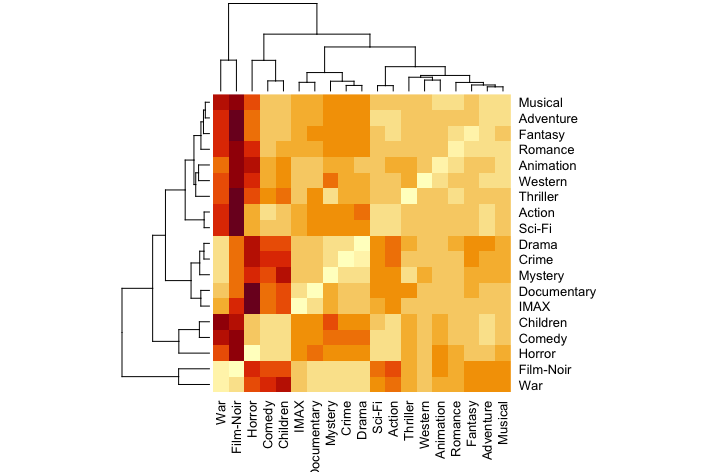 Musical
Adventure
Fantasy
Romance
Animation
Western
Thriller
Action
Sci-Fi
Drama
Crime
Mystery
Documentary
IMAX
Children
Comedy
Horror
Film-Noir
War
War
Film-Noir
Horror
Comedy
Children
IMAX
Documentary
Mystery
Crime
Drama
Sci-Fi
Action
Thriller
Western
Animation
Romance
Fantasy
Adventure
Musical